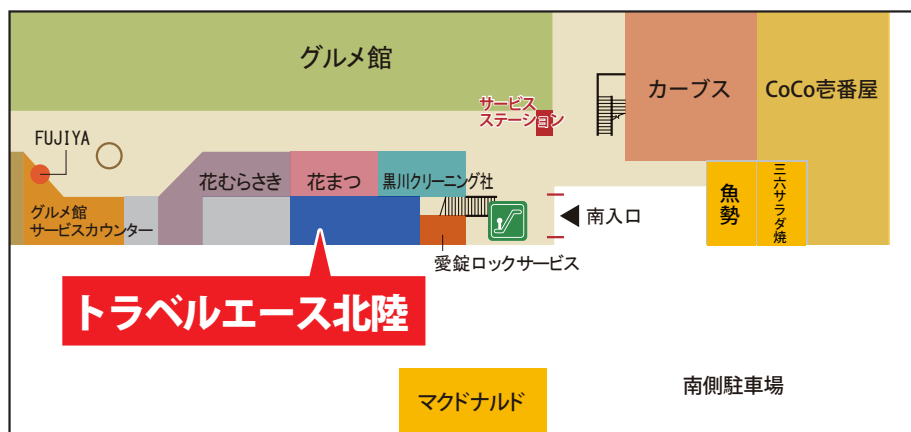 グルメ館
カーブス
CoCo壱番屋
サービス
ステーション
FUJIYA
花むらさき
花まつ
黒川クリーニング社
魚勢
三六サラダ焼
グルメ館
サービスカウンター
南入口
愛錠ロックサービス
トラベルエース北陸
マクドナルド
南側駐車場